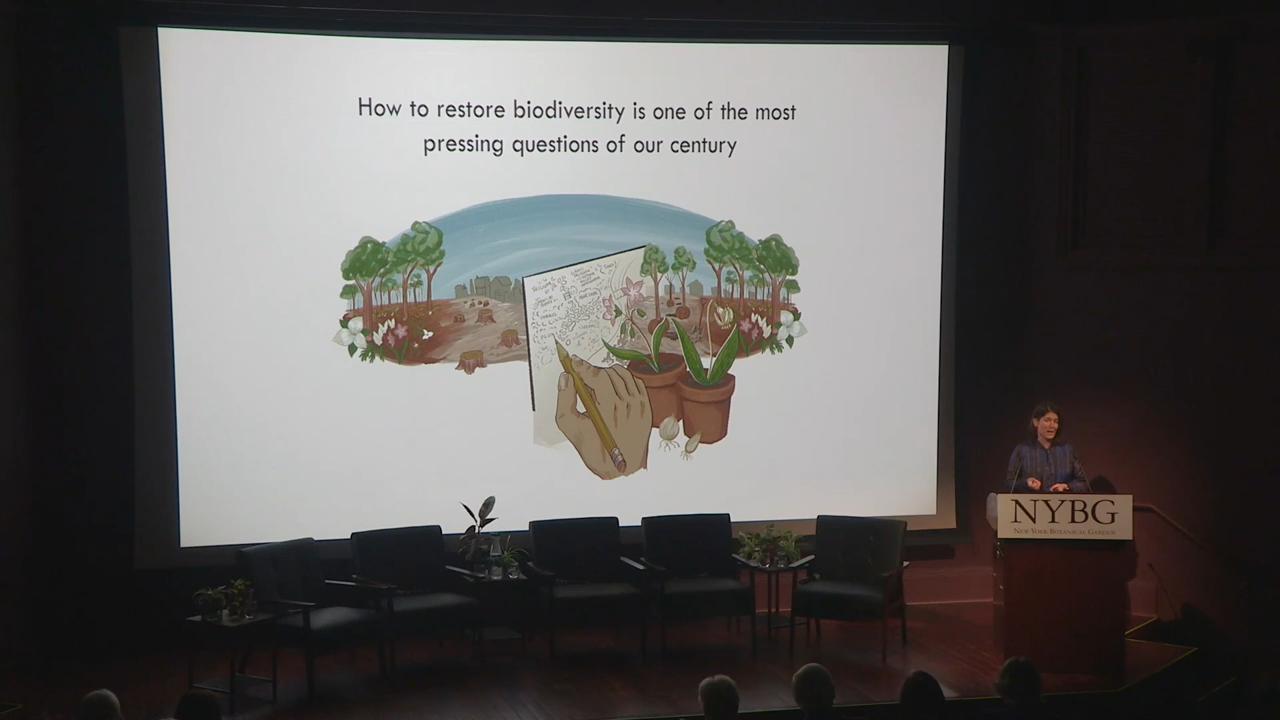 How to restore biodiversity is one of the most
pressing questions of our century
NYBG
New York Botanical Garden